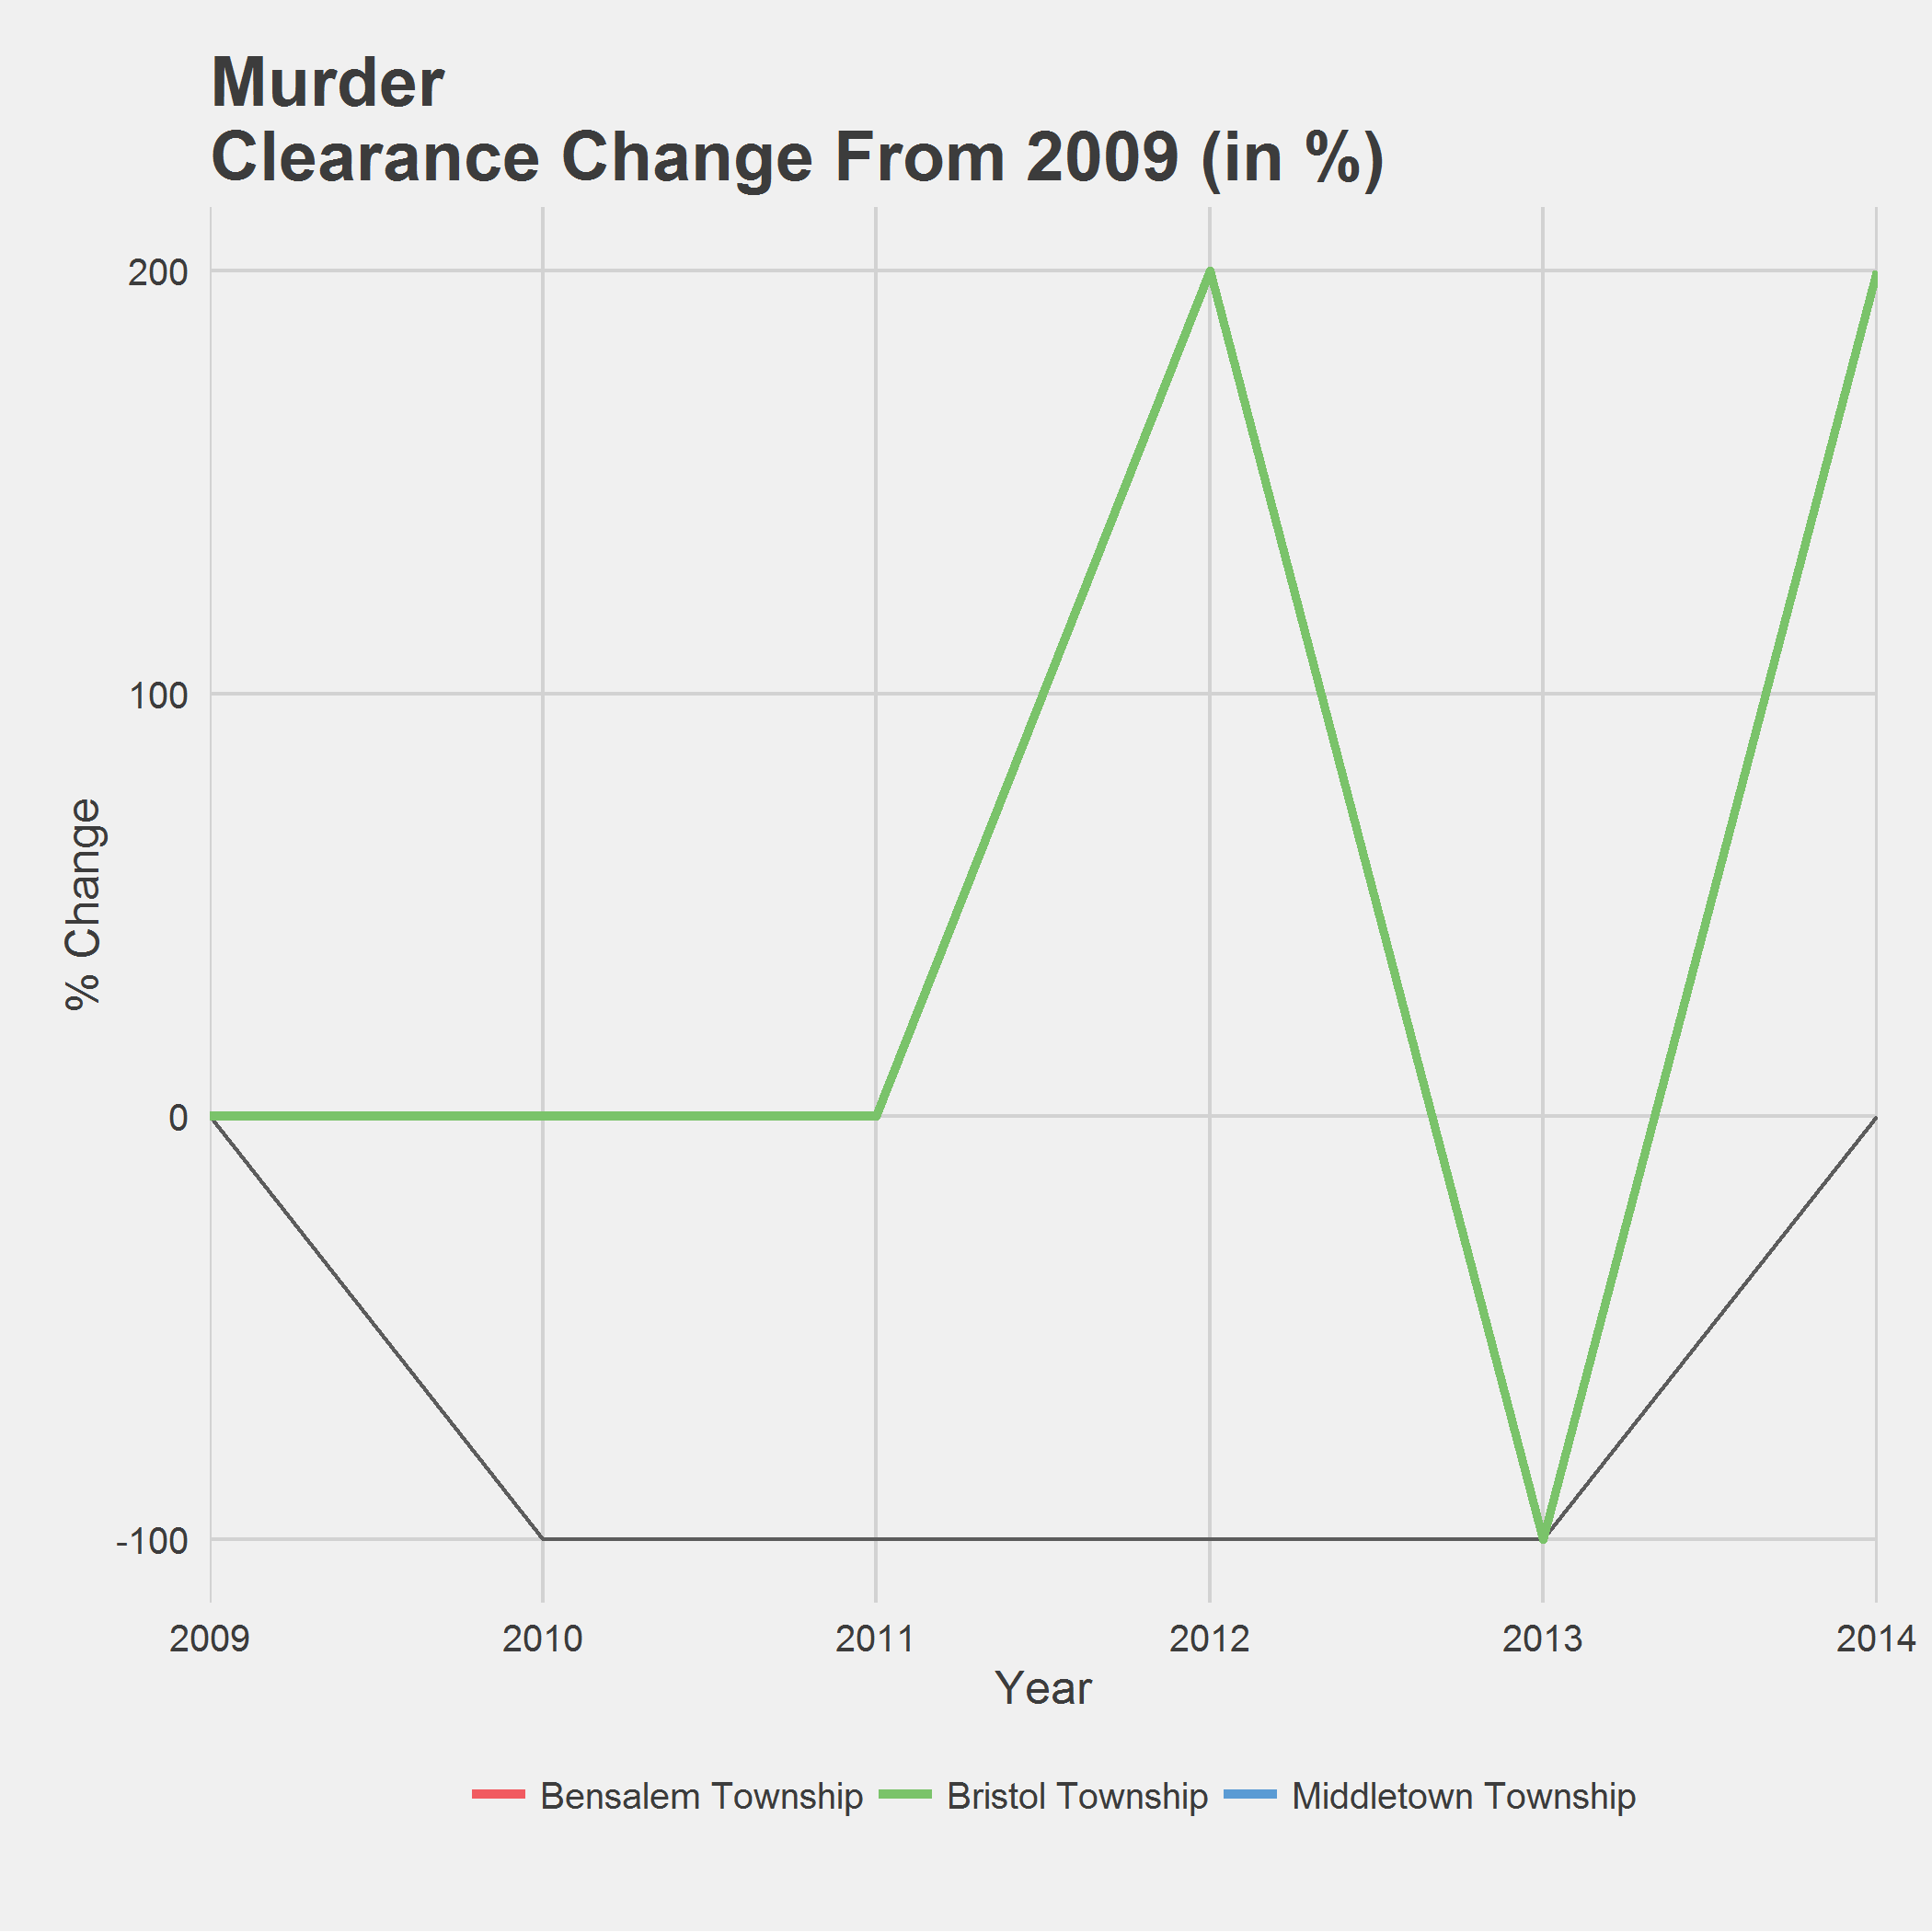 Murder
Clearance Change From 2009 (in %)
200
100
0
-100
% Change
2009 2010 2011 2012 2013 2014
Year
Bensalem Township Bristol Township Middletown Township